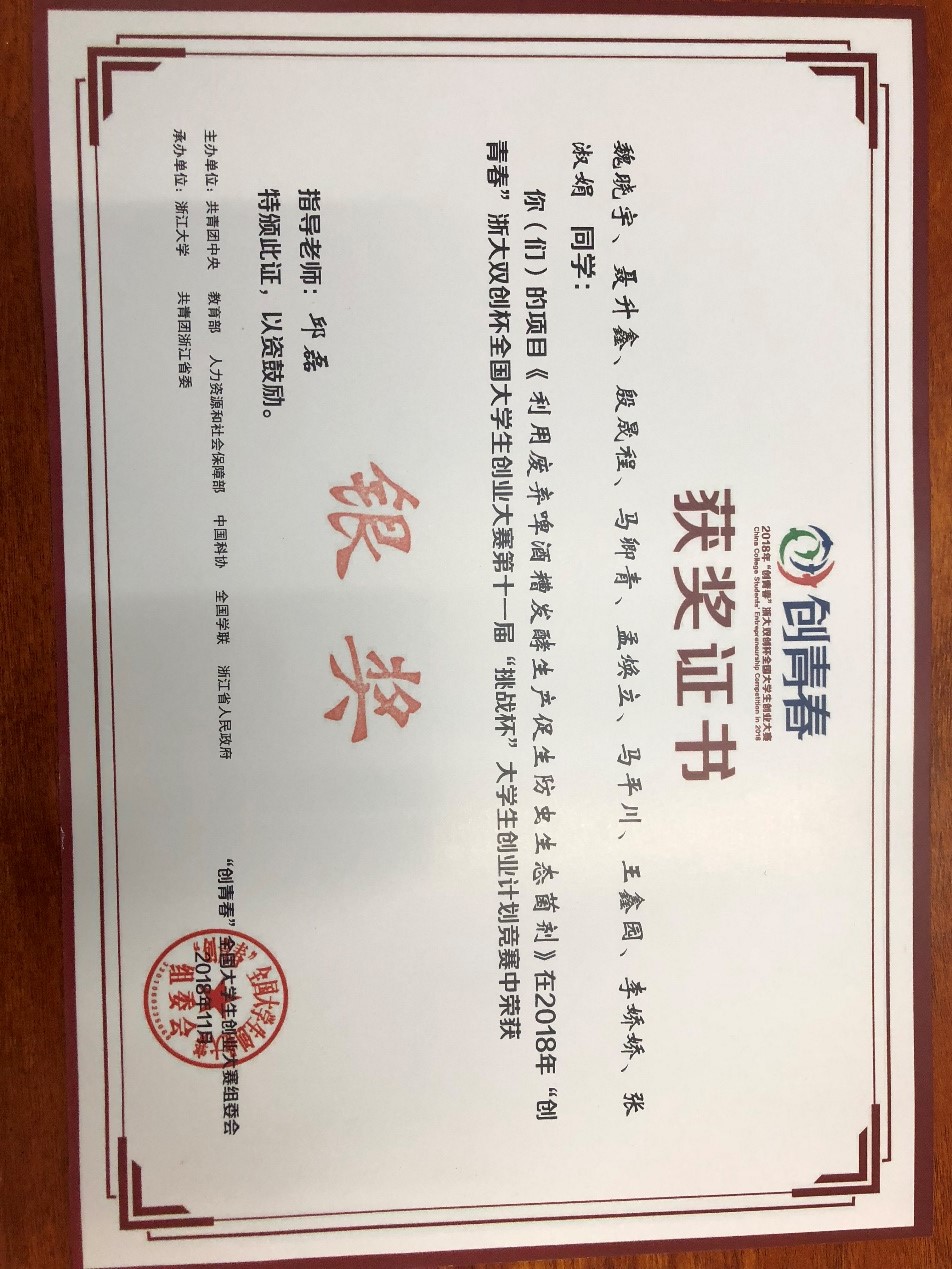 创青春
2018年“创青春”浙大双创杯全国大学生创业大赛
China College Students' Entrepreneurship Competition in 2018
获奖证书
魏晓宇、聂升鑫、殷晟程、马卿青、孟焕立、马平川、王鑫园、李娇娇、张
淑娟 同学：
你（们）的项目《利用废弃啤酒糟发酵生产促生防虫生态菌剂》在2018年“创
青春”浙大双创杯全国大学生创业大赛第十一届“挑战杯”大学生创业计划竞赛中荣获
银奖
指导老师：邱磊
特颁此证，以资鼓励。
主办单位：共青团中央 教育部 人力资源和社会保障部 中国科协 全国学联 浙江省人民政府
承办单位：浙江大学 共青团浙江省委
“创青春”全国大学生创业大赛组委会
2018年11月
组委会